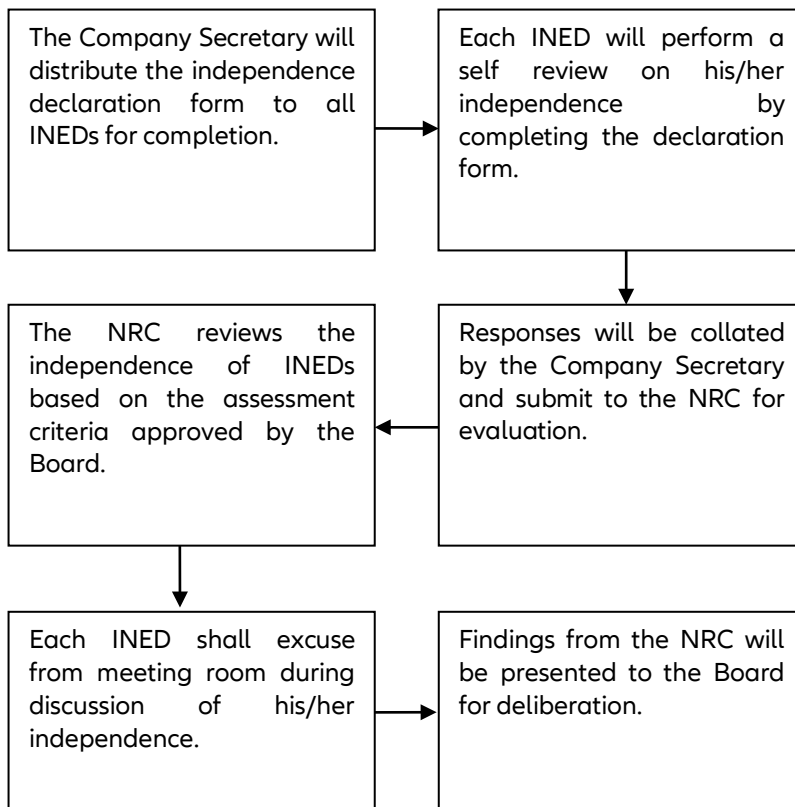 The Company Secretary will
distribute the independence
declaration form to all
INEDs for completion.
Each INED will perform a
self review on his/her
independence by
completing the declaration
form.
Responses will be collated
by the Company Secretary
and submit to the NRC for
evaluation.
The NRC reviews the
independence of INEDs
based on the assessment
criteria approved by the
Board.
Each INED shall excuse
from meeting room during
discussion of his/her
independence.
Findings from the NRC will
be presented to the Board
for deliberation.